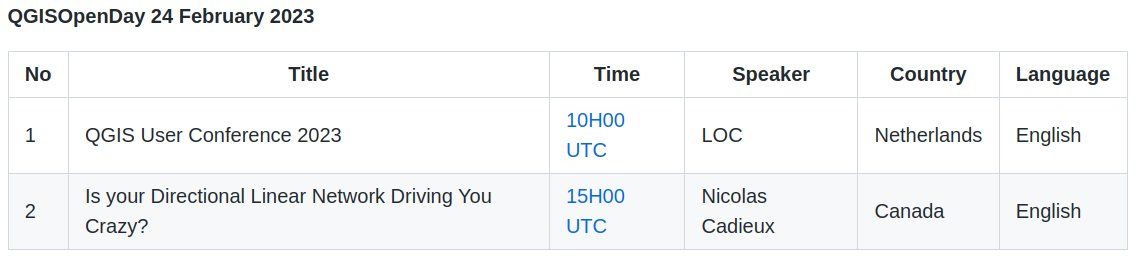 QGISOpenDay 24 February 2023
No Title Time Speaker Country Language
1 QGIS User Conference 2023 10H00 UTC LOC Netherlands English
2 Is your Directional Linear Network Driving You Crazy? 15H00 UTC Nicolas Cadieux Canada English